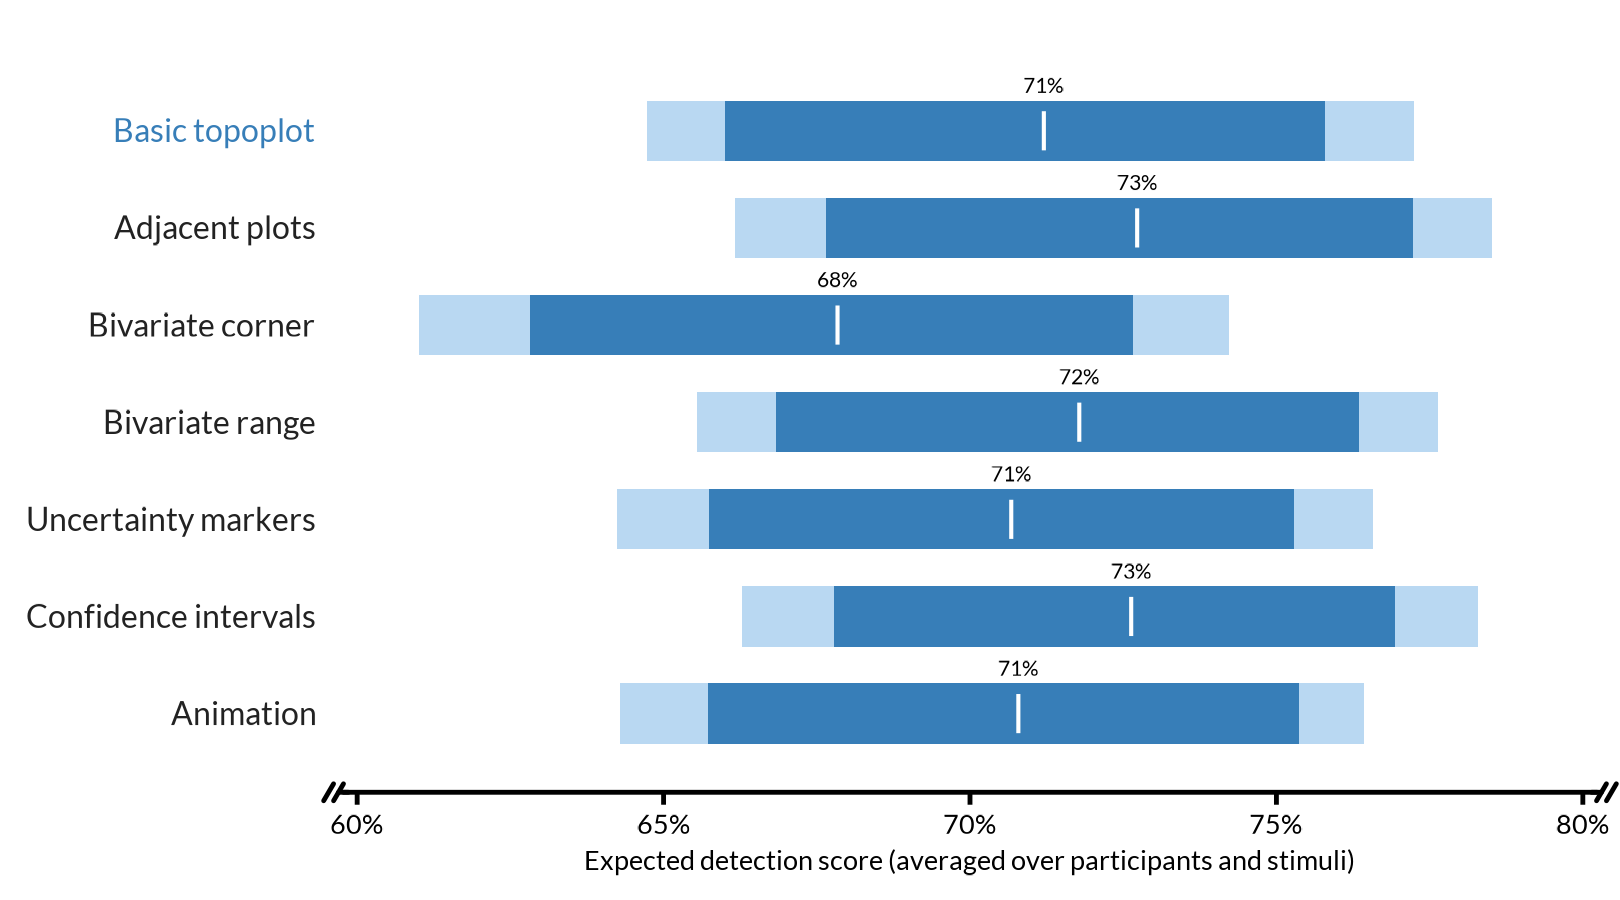 71%
Basic topoplot
73%
Adjacent plots
68%
Bivariate corner
72%
Bivariate range
71%
Uncertainty markers
73%
Confidence intervals
71%
Animation
60% 65% 70% 75% 80%
Expected detection score (averaged over participants and stimuli)